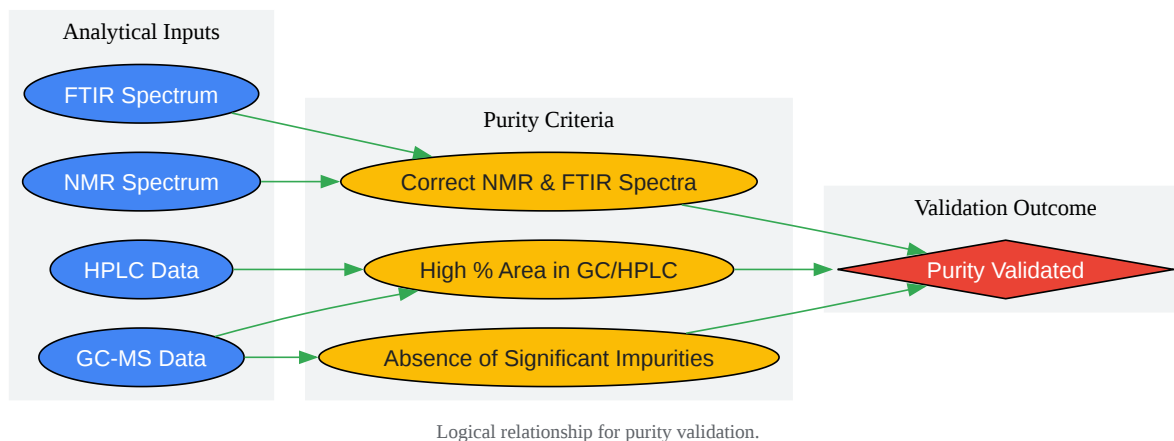 Analytical Inputs
FTIR Spectrum
NMR Spectrum
HPLC Data
GC-MS Data
Purity Criteria
Correct NMR & FTIR Spectra
High % Area in GC/HPLC
Absence of Significant Impurities
Validation Outcome
Purity Validated
Logical relationship for purity validation.